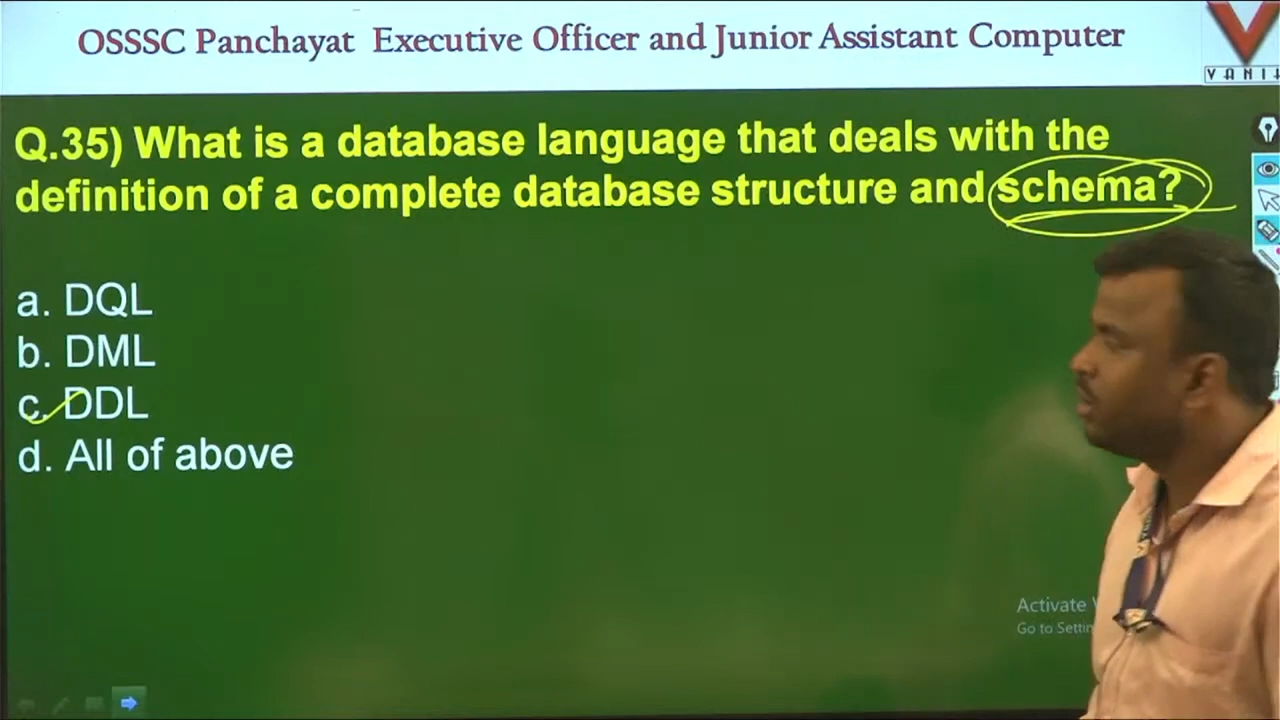 OSSSC Panchayat Executive Officer and Junior Assistant Computer
VANI
Q.35) What is a database language that deals with the
definition of a complete database structure and schema?
a. DQL
b. DML
c. DDL
d. All of above
Activate
Go to